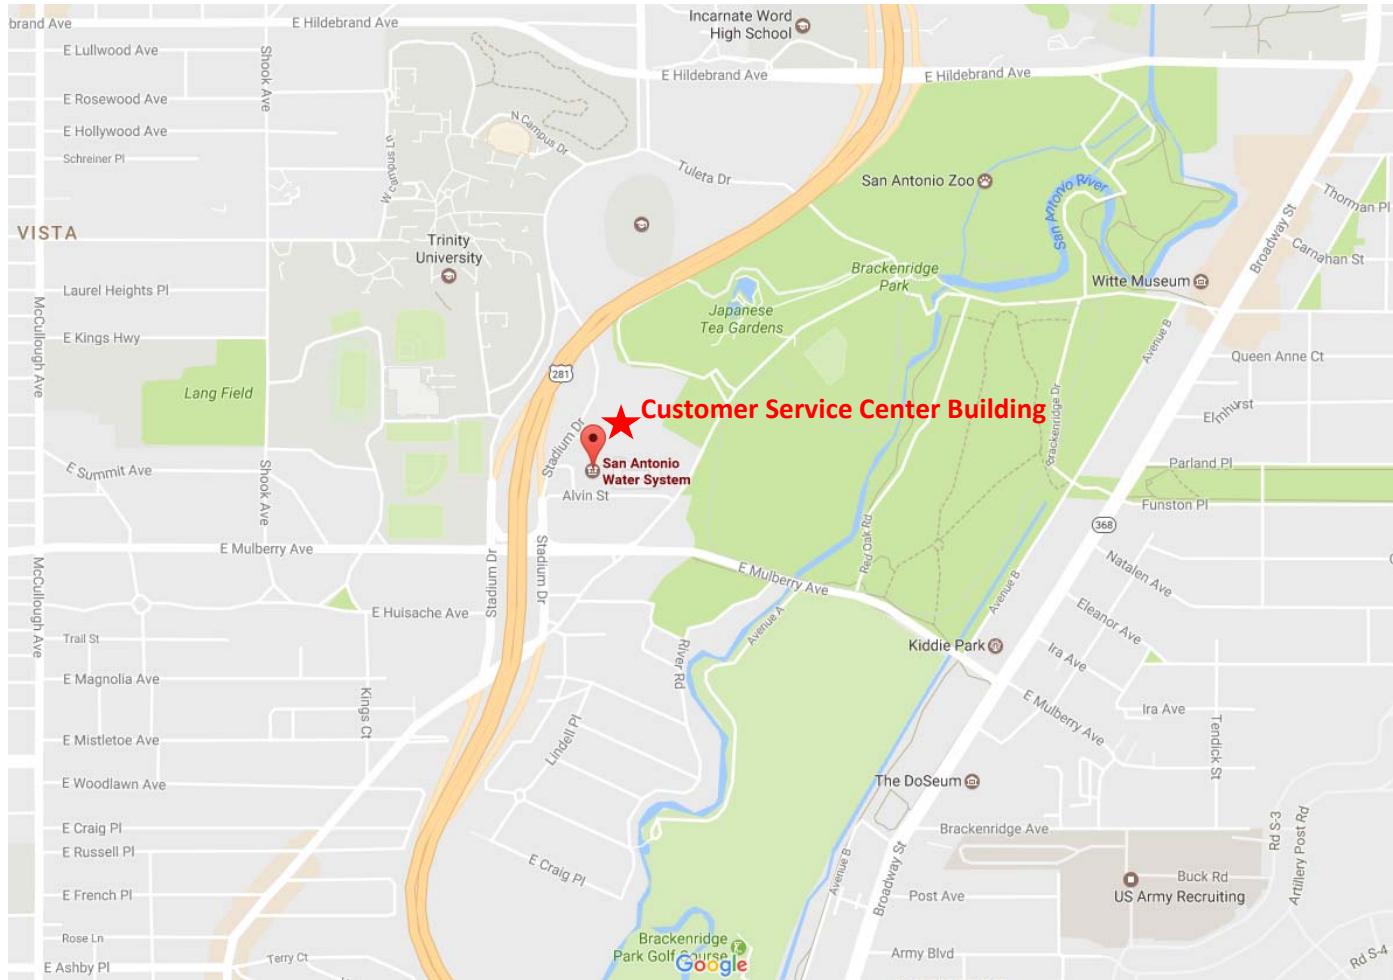 brand Ave
E Hildebrand Ave
Incarnate Word
High School
E Lullwood Ave
Shook Ave
E Hildebrand Ave
E Hildebrand Ave
E Rosewood Ave
N Campus Dr
E Hollywood Ave
Schreiner Pl
W Campus Ln
Tuleta Dr
San Antonio Zoo
San Antonio River
Thorman Pl
Broadway St
Carnahan St
VISTA
Trinity
University
Brackenridge
Park
Witte Museum
Laurel Heights Pl
McCullough Ave
Japanese
Tea Gardens
Avenue B
E Kings Hwy
Queen Anne Ct
281
Lang Field
Brackenridge Dr
Customer Service Center Building
Elmhurst
Stadium Dr
E Summit Ave
Shook Ave
San Antonio
Water System
Parland Pl
Alvin St
Funston Pl
368
Red Oak Rd
E Mulberry Ave
McCullough Ave
Stadium Dr
Stadium Dr
E Mulberry Ave
Natalen Ave
Avenue B
E Huisache Ave
Avenue A
Eleanor Ave
Trail St
River Rd
Kiddie Park
Ira Ave
E Magnolia Ave
Kings Ct
E Mulberry Ave
Ira Ave
Tendick St
E Mistletoe Ave
Lindell Pl
E Woodlawn Ave
The DoSeum
E Craig Pl
Brackenridge Ave
Rd S-3
Artillery Post Rd
E Russell Pl
E Craig Pl
Avenue B
Broadway St
Buck Rd
US Army Recruiting
E French Pl
Post Ave
Rose Ln
Brackenridge
Park Golf Course
Google
Terry Ct
Army Blvd
Rd S-4
E Ashby Pl